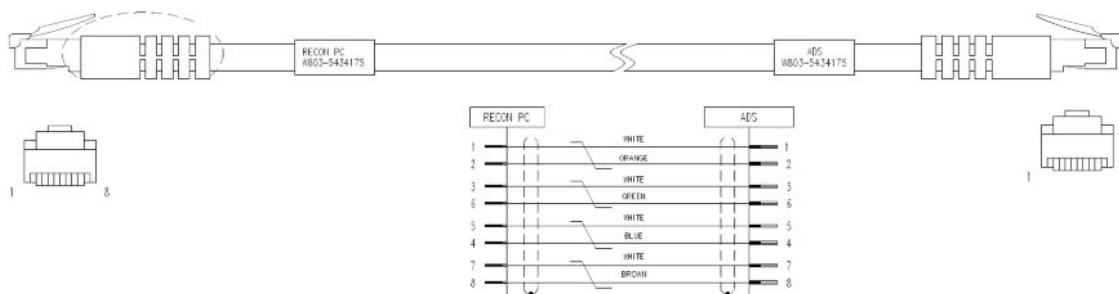 RECON PC
W803-5434175
ADS
W803-5434175
RECON PC
ADS
1 WHITE 1
2 ORANGE 2
3 WHITE 3
6 GREEN 6
5 WHITE 5
4 BLUE 4
7 WHITE 7
8 BROWN 8
1 8
1